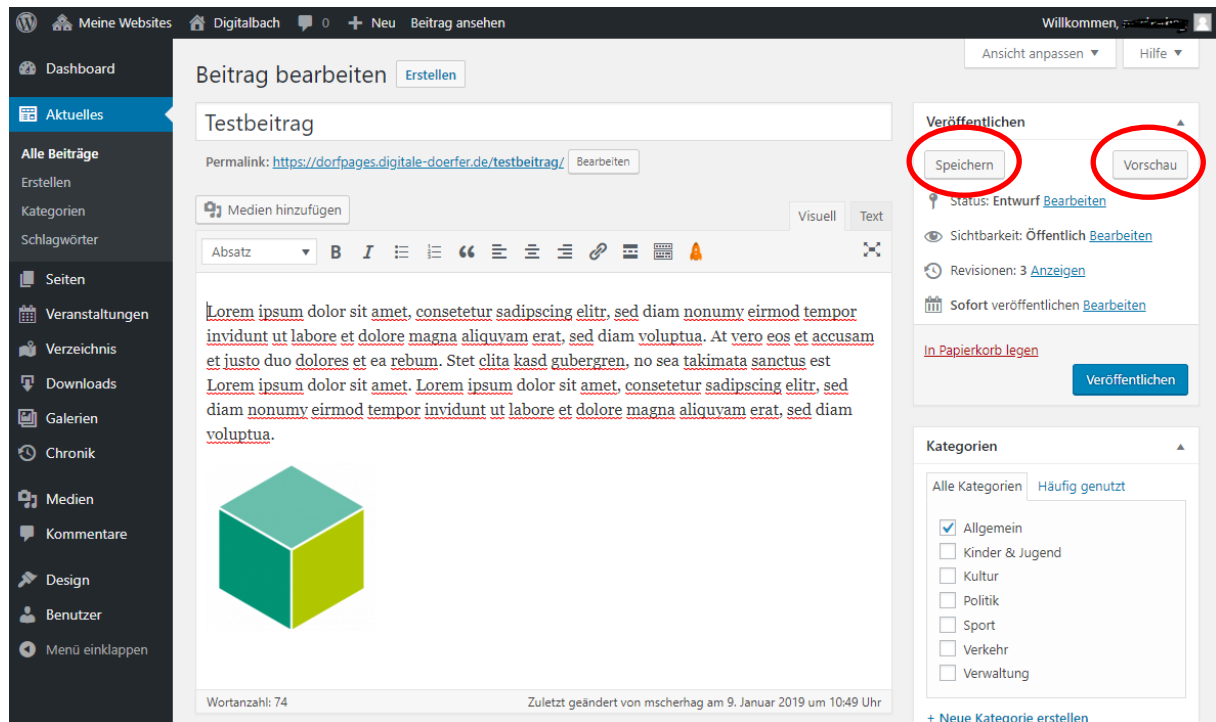 Meine Websites Digitalbach 0 Neu Beitrag ansehen Willkommen,
Ansicht anpassen Hilfe
Dashboard
Aktuelles
Alle Beiträge
Erstellen
Kategorien
Schlagwörter
Seiten
Veranstaltungen
Verzeichnis
Downloads
Galerien
Chronik
Medien
Kommentare
Design
Benutzer
Menü einklappen
Beitrag bearbeiten Erstellen
Testbeitrag
Permalink: https://dorfpages.digitale-doerfer.de/testbeitrag/ Bearbeiten
Medien hinzufügen Visuell Text
Absatz B I
Lorem ipsum dolor sit amet, consetetur sadipscing elitr, sed diam nonumy eirmod tempor
invidunt ut labore et dolore magna aliquyam erat, sed diam voluptua. At vero eos et accusam
et justo duo dolores et ea rebum. Stet clita kasd gubergren, no sea takimata sanctus est
Lorem ipsum dolor sit amet. Lorem ipsum dolor sit amet, consetetur sadipscing elitr, sed
diam nonumy eirmod tempor invidunt ut labore et dolore magna aliquyam erat, sed diam
voluptua.
Wortanzahl: 74 Zuletzt geändert von mscherhag am 9. Januar 2019 um 10:49 Uhr
Veröffentlichen
Speichern Vorschau
Status: Entwurf Bearbeiten
Sichtbarkeit: Öffentlich Bearbeiten
Revisionen: 3 Anzeigen
Sofort veröffentlichen Bearbeiten
In Papierkorb legen
Veröffentlichen
Kategorien
Alle Kategorien Häufig genutzt
Allgemein
Kinder & Jugend
Kultur
Politik
Sport
Verkehr
Verwaltung
+ Neue Kategorie erstellen